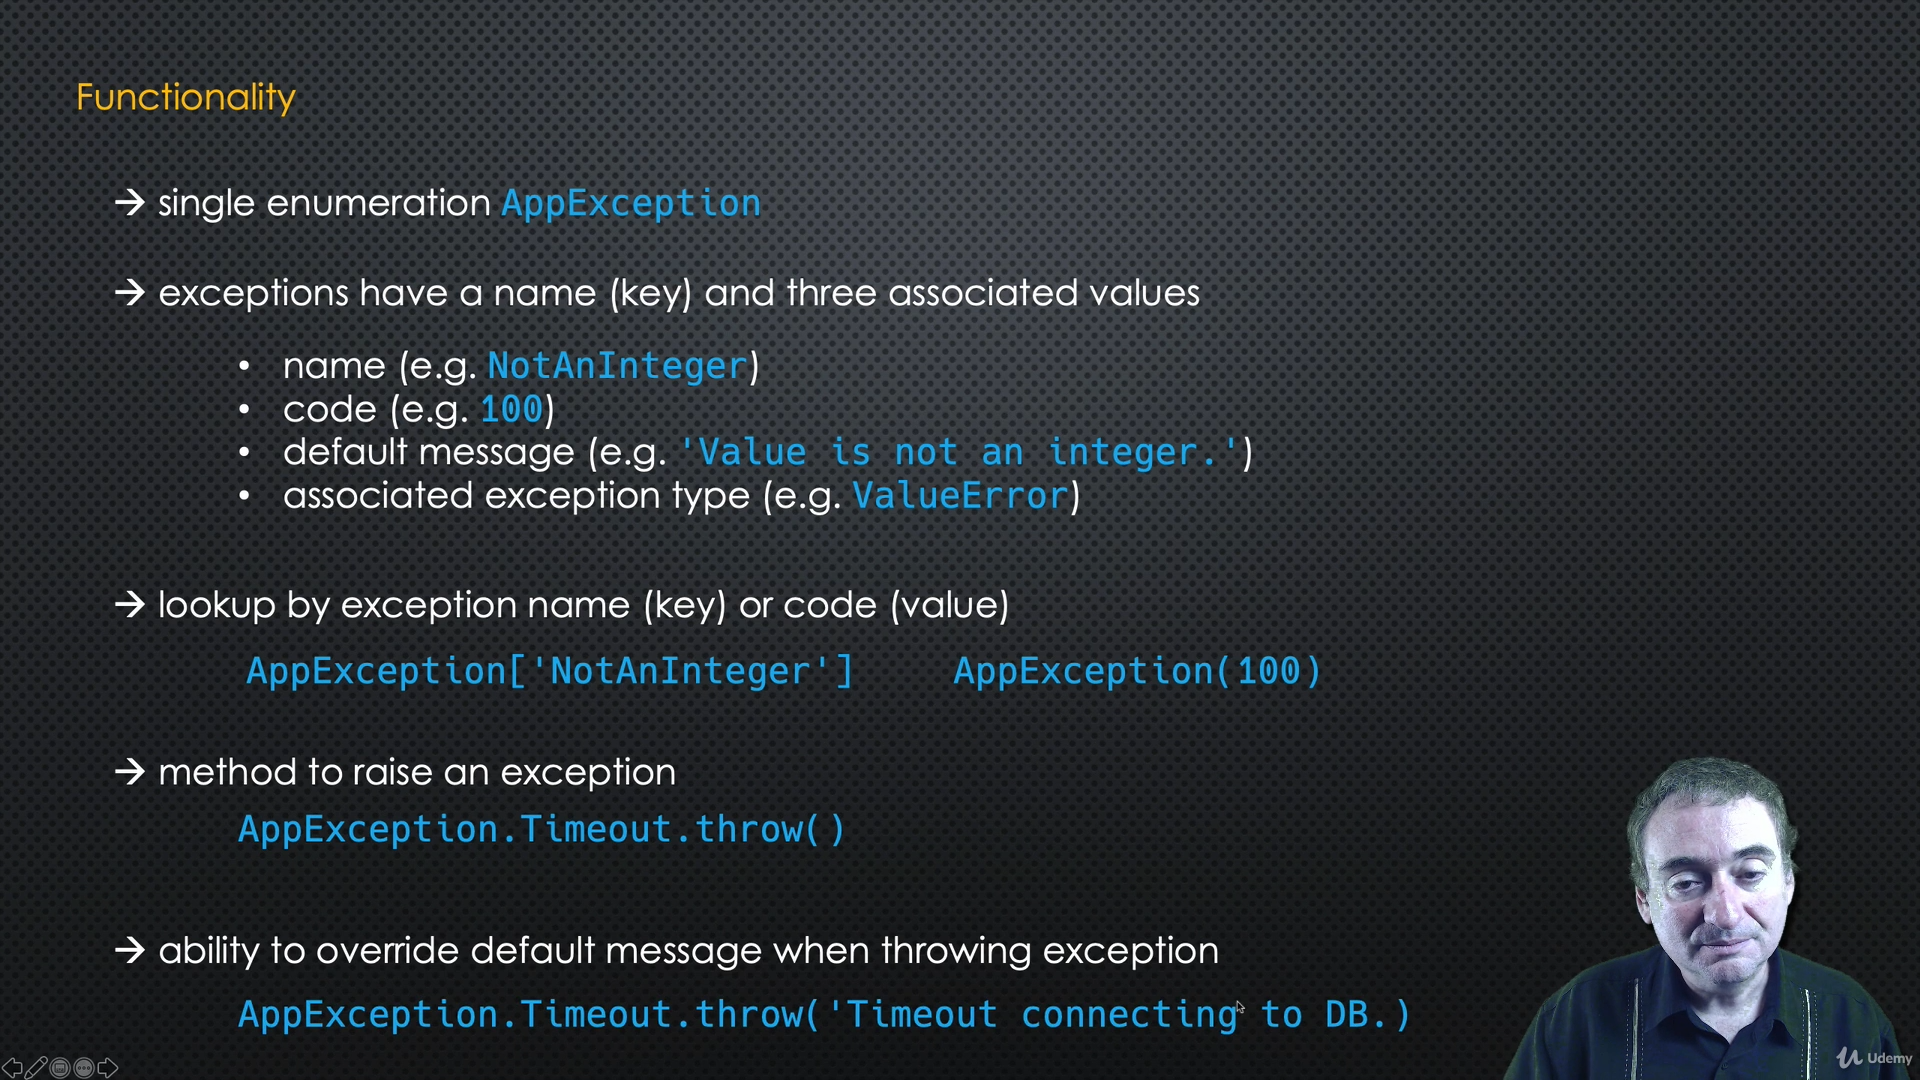 Functionality
→ single enumeration AppException
→ exceptions have a name (key) and three associated values
• name (e.g. NotAnInteger)
• code (e.g. 100)
• default message (e.g. 'Value is not an integer.')
• associated exception type (e.g. ValueError)
→ lookup by exception name (key) or code (value)
AppException['NotAnInteger'] AppException(100)
→ method to raise an exception
AppException.Timeout.throw()
→ ability to override default message when throwing exception
AppException.Timeout.throw('Timeout connecting to DB.)
Udemy